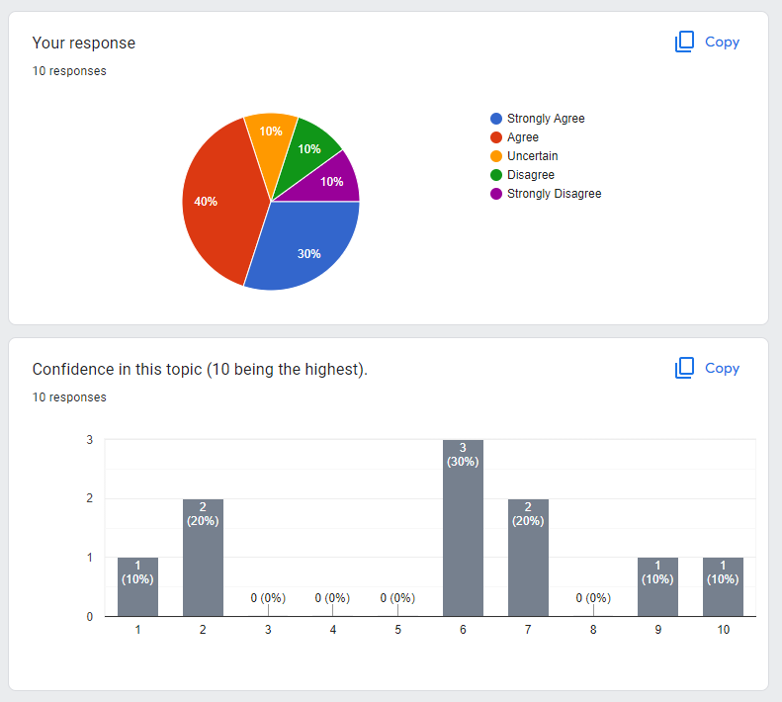 Your response
Copy
10 responses
10%
10%
10%
40%
30%
Strongly Agree
Agree
Uncertain
Disagree
Strongly Disagree
Confidence in this topic (10 being the highest).
Copy
10 responses
3
2
1
0
1
(10%)
2
(20%)
0 (0%)
0 (0%)
0 (0%)
3
(30%)
2
(20%)
0 (0%)
1
(10%)
1
(10%)
1 2 3 4 5 6 7 8 9 10